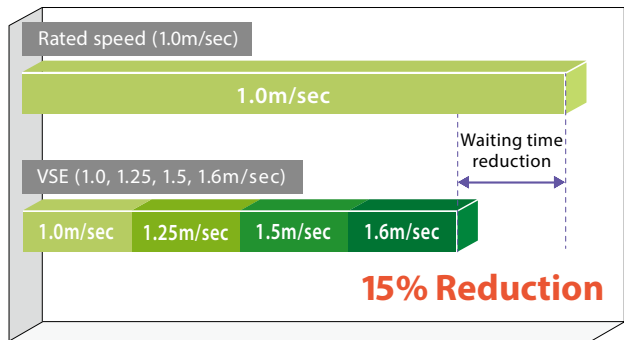 Rated speed (1.0m/sec)
1.0m/sec
Waiting time
reduction
VSE (1.0, 1.25, 1.5, 1.6m/sec)
1.0m/sec 1.25m/sec 1.5m/sec 1.6m/sec
15% Reduction